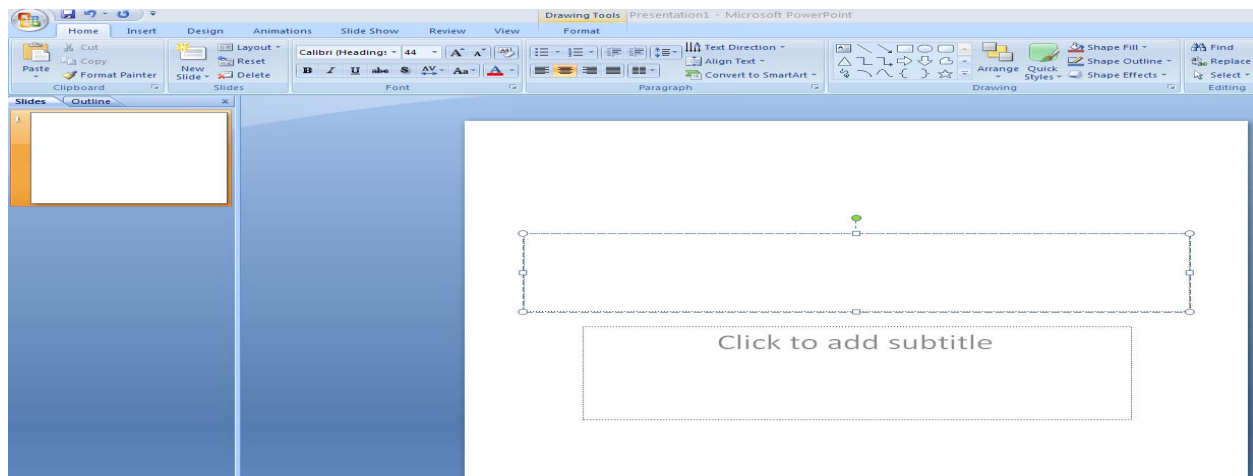 Drawing Tools Presentation1 - Microsoft PowerPoint
Home Insert Design Animations Slide Show Review View Format
Cut Layout Calibri (Headings 44 A A Text Direction Shape Fill Find
Copy Reset Align Text Shape Outline Replace
Paste Format Painter New Slide Delete B I U abc S AV Aa A Convert to SmartArt Arrange Quick Styles Shape Effects Select
Clipboard Slides Font Paragraph Drawing Editing
Slides Outline
1
Click to add subtitle